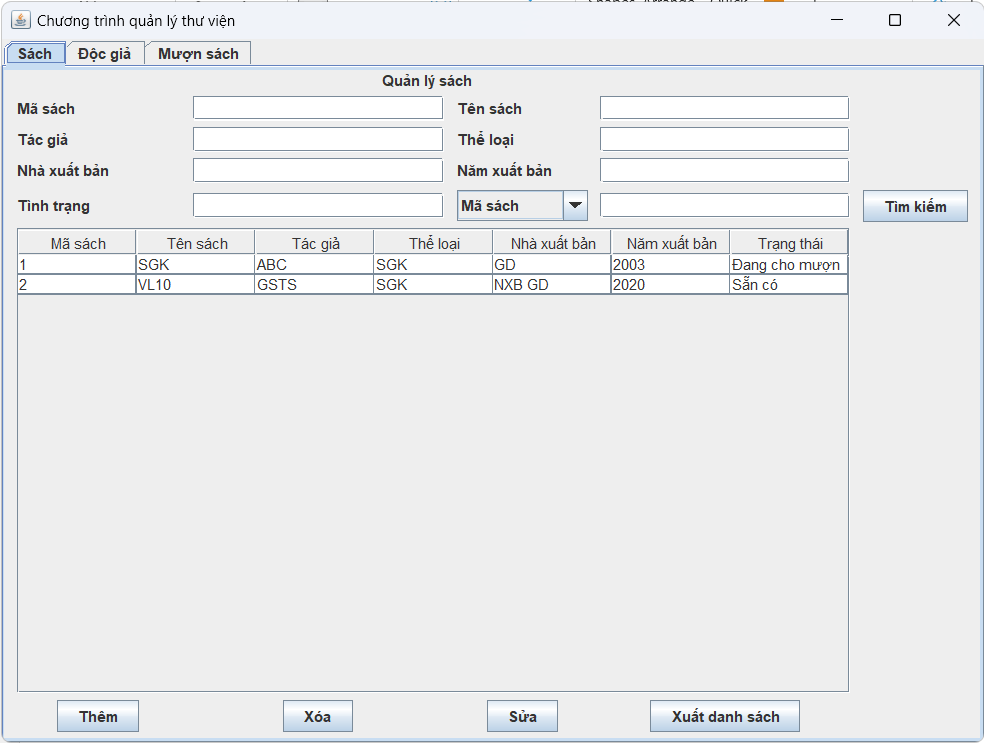 Chương trình quản lý thư viện
Sách Độc giả Mượn sách
Quản lý sách
Mã sách Tên sách
Tác giả Thể loại
Nhà xuất bản Năm xuất bản
Tình trạng Mã sách Tìm kiếm
Mã sách Tên sách Tác giả Thể loại Nhà xuất bản Năm xuất bản Trạng thái
1 SGK ABC SGK GD 2003 Đang cho mượn
2 VL10 GSTS SGK NXB GD 2020 Sẵn có
Thêm Xóa Sửa Xuất danh sách